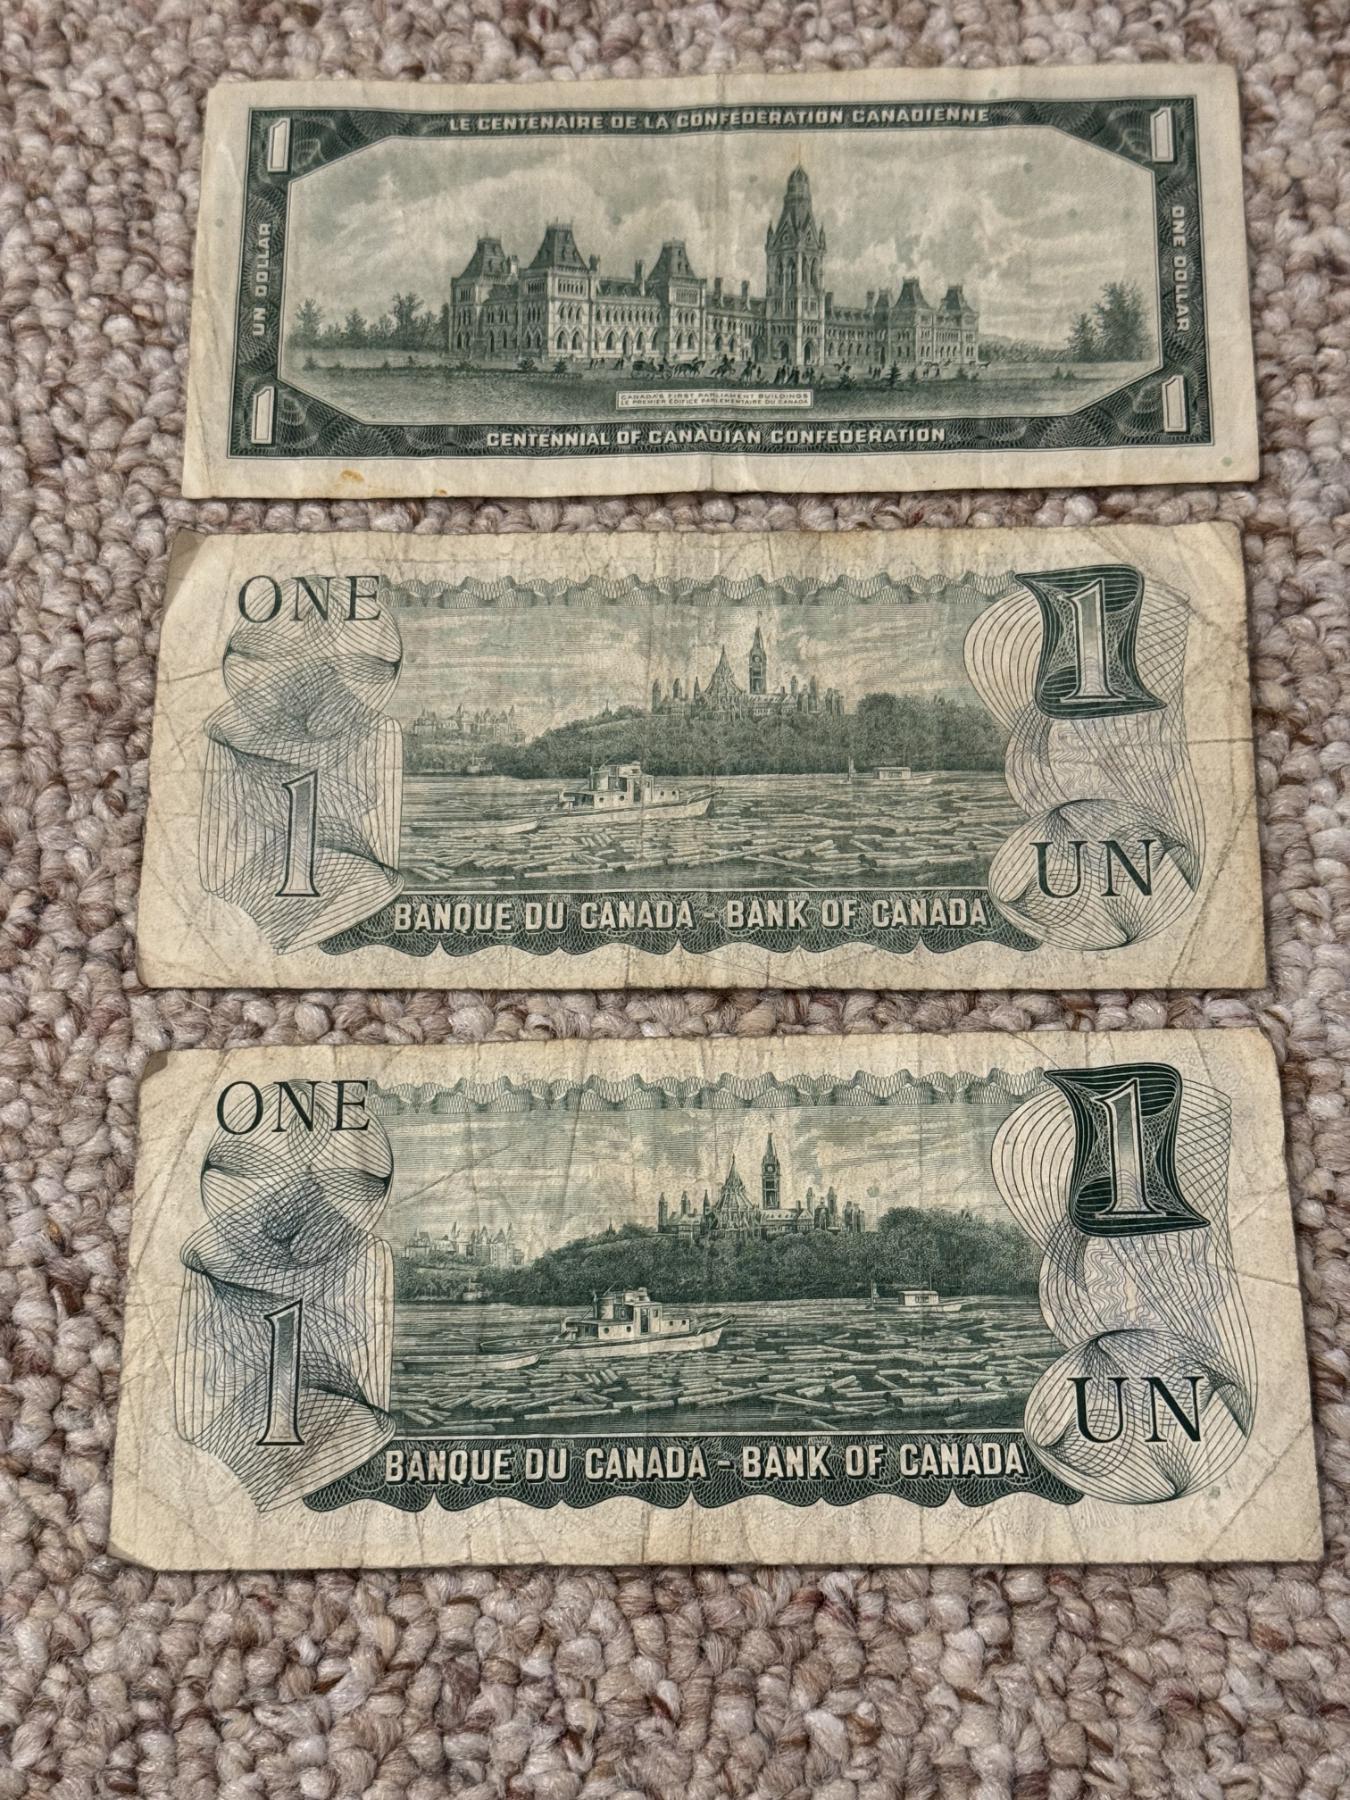 LE CENTENAIRE DE LA CONFEDERATION CANADIENNE
1
1
UN DOLLAR
ONE DOLLAR
CANADA'S FIRST PARLIAMENT BUILDINGS
LE PREMIER ÉDIFICE PARLEMENTAIRE DU CANADA
1
1
CENTENNIAL OF CANADIAN CONFEDERATION
ONE
1
1
UN
BANQUE DU CANADA - BANK OF CANADA
ONE
1
1
UN
BANQUE DU CANADA - BANK OF CANADA